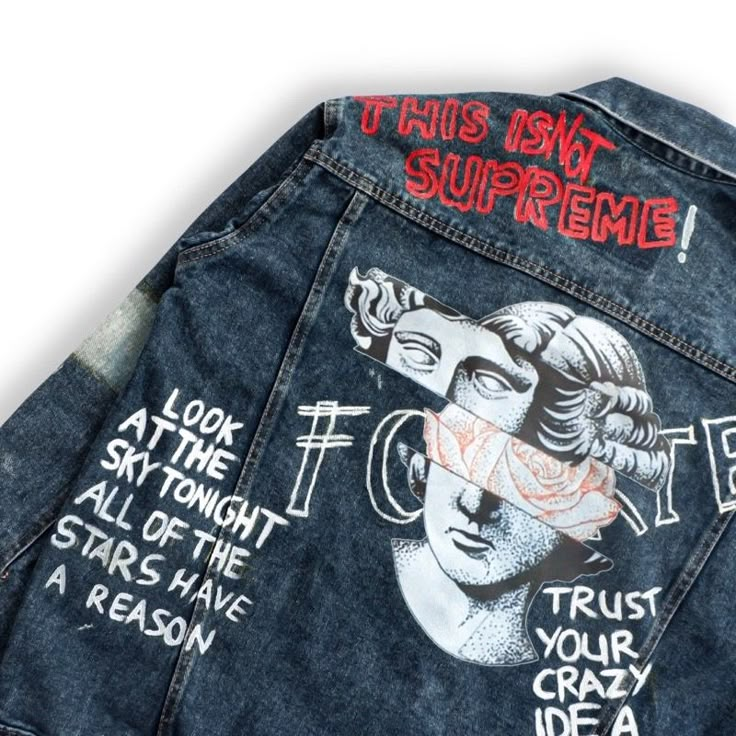 THIS ISNOT
SUPREME!
LOOK
AT THE
SKY TONIGHT
ALL OF THE
STARS HAVE
A REASON
TRUST
YOUR
CRAZY
IDEA